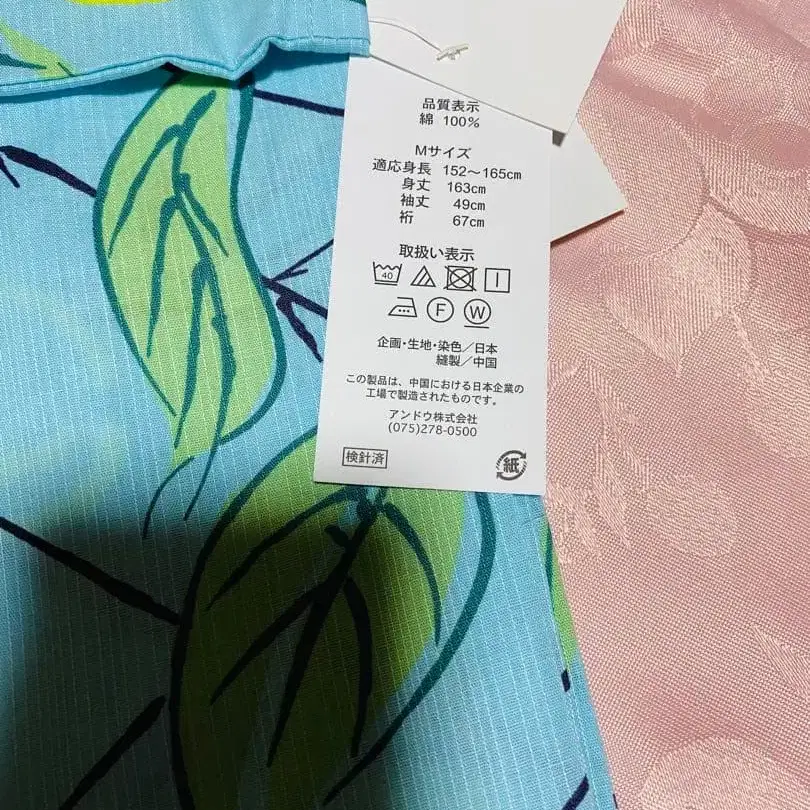 品質表示
綿 100%
Mサイズ
適応身長 152～165cm
身丈 163cm
袖丈 49cm
裄 67cm
取扱い表示
40
F W
企画・生地・染色／日本
縫製／中国
この製品は、中国における日本企業の
工場で製造されたものです。
アンドウ株式会社
(075)278-0500
検針済
紙